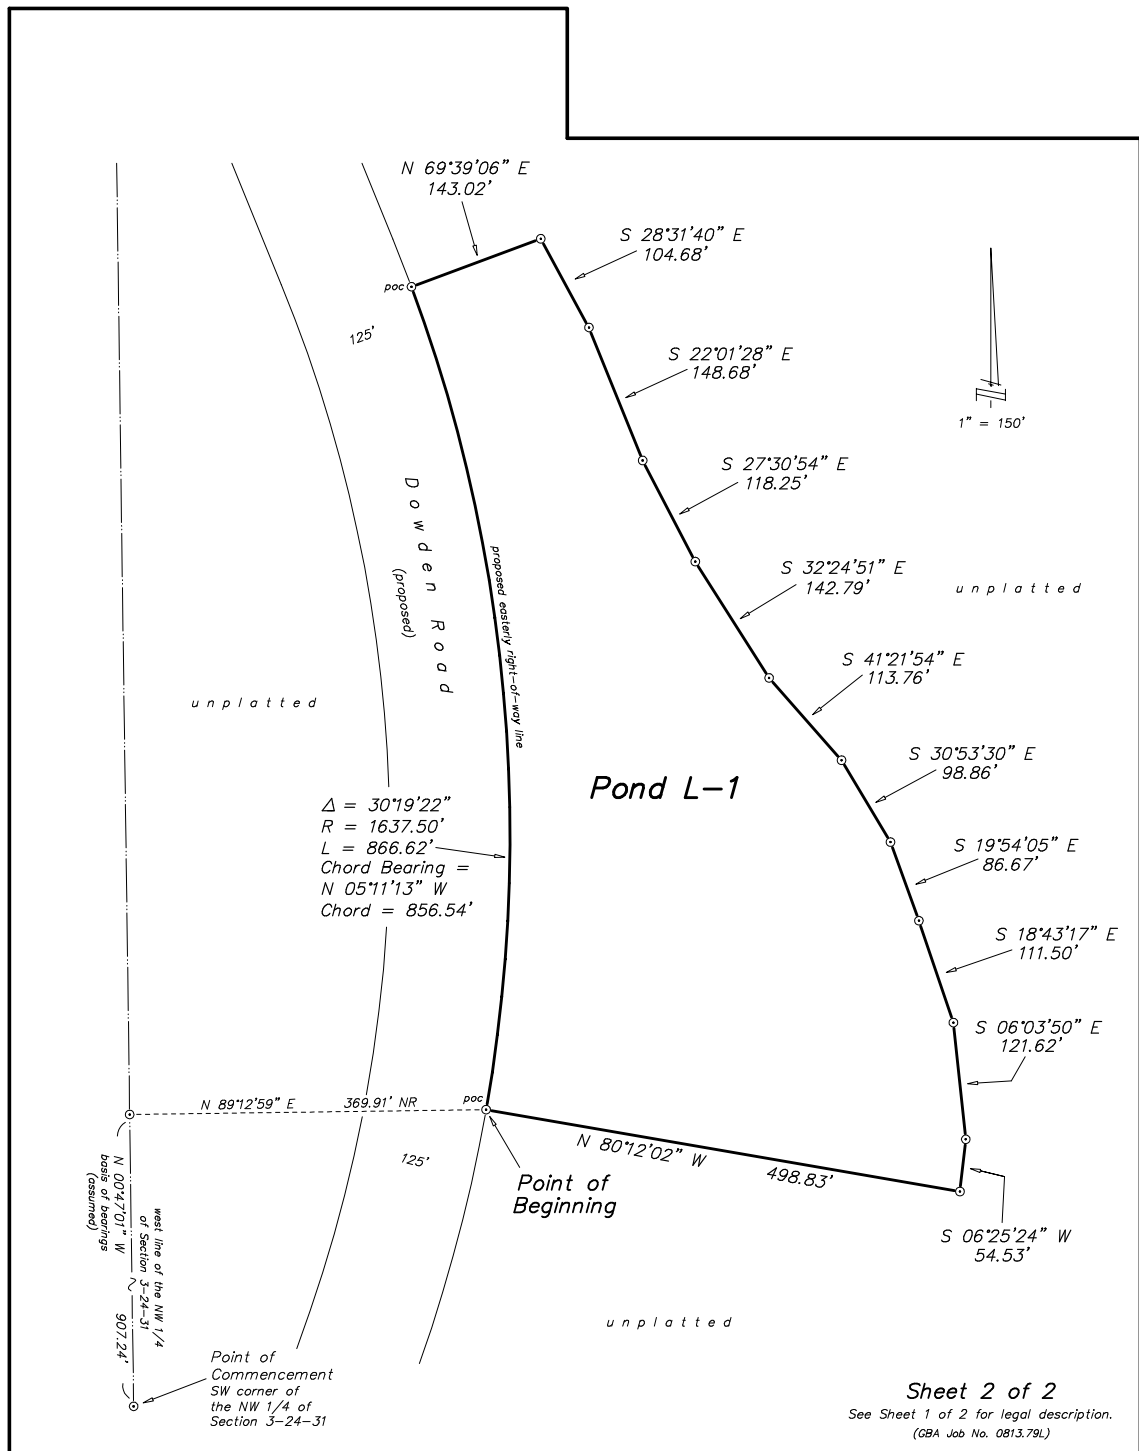 N 69°39'06" E
143.02'
S 28°31'40" E
104.68'
poc
125'
S 22°01'28" E
148.68'
1" = 150'
S 27°30'54" E
118.25'
Dowden Road
(proposed)
proposed easterly right-of-way line
S 32°24'51" E
142.79'
unplatted
S 41°21'54" E
113.76'
unplatted
S 30°53'30" E
98.86'
Pond L-1
Δ = 30°19'22"
R = 1637.50'
L = 866.62'
Chord Bearing =
N 05°11'13" W
Chord = 856.54'
S 19°54'05" E
86.67'
S 18°43'17" E
111.50'
S 06°03'50" E
121.62'
N 89°12'59" E 369.91' NR
poc
125'
N 80°12'02" W 498.83'
Point of
Beginning
S 06°25'24" W
54.53'
west line of the NW 1/4
of Section 3-24-31
N 00°47'01" W 907.24'
basis of bearings
(assumed)
unplatted
Point of
Commencement
SW corner of
the NW 1/4 of
Section 3-24-31
Sheet 2 of 2
See Sheet 1 of 2 for legal description.
(GBA Job No. 0813.79L)